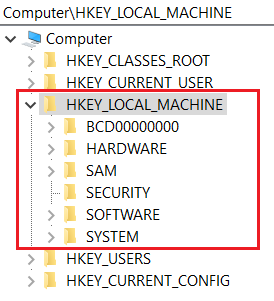 Computer\HKEY_LOCAL_MACHINE
Computer
HKEY_CLASSES_ROOT
HKEY_CURRENT_USER
HKEY_LOCAL_MACHINE
BCD00000000
HARDWARE
SAM
SECURITY
SOFTWARE
SYSTEM
HKEY_USERS
HKEY_CURRENT_CONFIG